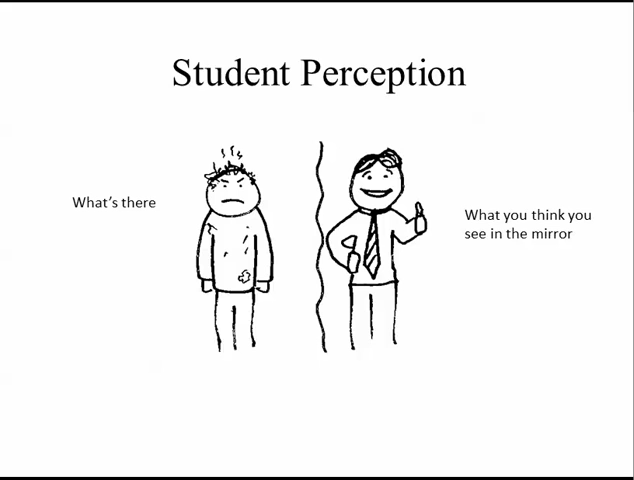 Student Perception
What's there
What you think you
see in the mirror